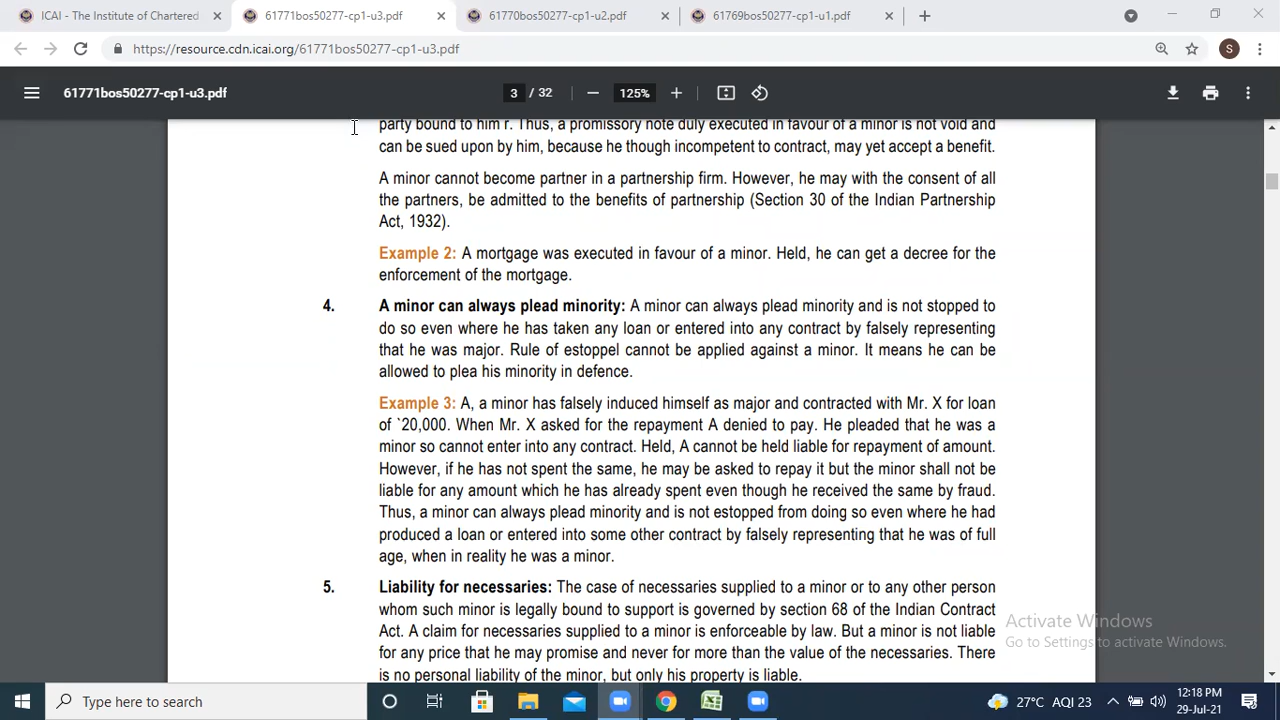 ICAI - The Institute of Chartered
61771bos50277-cp1-u3.pdf
61770bos50277-cp1-u2.pdf
61769bos50277-cp1-u1.pdf
https://resource.cdn.icai.org/61771bos50277-cp1-u3.pdf
S
61771bos50277-cp1-u3.pdf
3 / 32
125%
party bound to him r. Thus, a promissory note duly executed in favour of a minor is not void and
can be sued upon by him, because he though incompetent to contract, may yet accept a benefit.
A minor cannot become partner in a partnership firm. However, he may with the consent of all
the partners, be admitted to the benefits of partnership (Section 30 of the Indian Partnership
Act, 1932).
Example 2: A mortgage was executed in favour of a minor. Held, he can get a decree for the
enforcement of the mortgage.
4. A minor can always plead minority: A minor can always plead minority and is not stopped to
do so even where he has taken any loan or entered into any contract by falsely representing
that he was major. Rule of estoppel cannot be applied against a minor. It means he can be
allowed to plea his minority in defence.
Example 3: A, a minor has falsely induced himself as major and contracted with Mr. X for loan
of `20,000. When Mr. X asked for the repayment A denied to pay. He pleaded that he was a
minor so cannot enter into any contract. Held, A cannot be held liable for repayment of amount.
However, if he has not spent the same, he may be asked to repay it but the minor shall not be
liable for any amount which he has already spent even though he received the same by fraud.
Thus, a minor can always plead minority and is not estopped from doing so even where he had
produced a loan or entered into some other contract by falsely representing that he was of full
age, when in reality he was a minor.
5. Liability for necessaries: The case of necessaries supplied to a minor or to any other person
whom such minor is legally bound to support is governed by section 68 of the Indian Contract
Act. A claim for necessaries supplied to a minor is enforceable by law. But a minor is not liable
for any price that he may promise and never for more than the value of the necessaries. There
is no personal liability of the minor, but only his property is liable.
Activate Windows
Go to Settings to activate Windows.
Type here to search
27°C AQI 23
12:18 PM
29-Jul-21